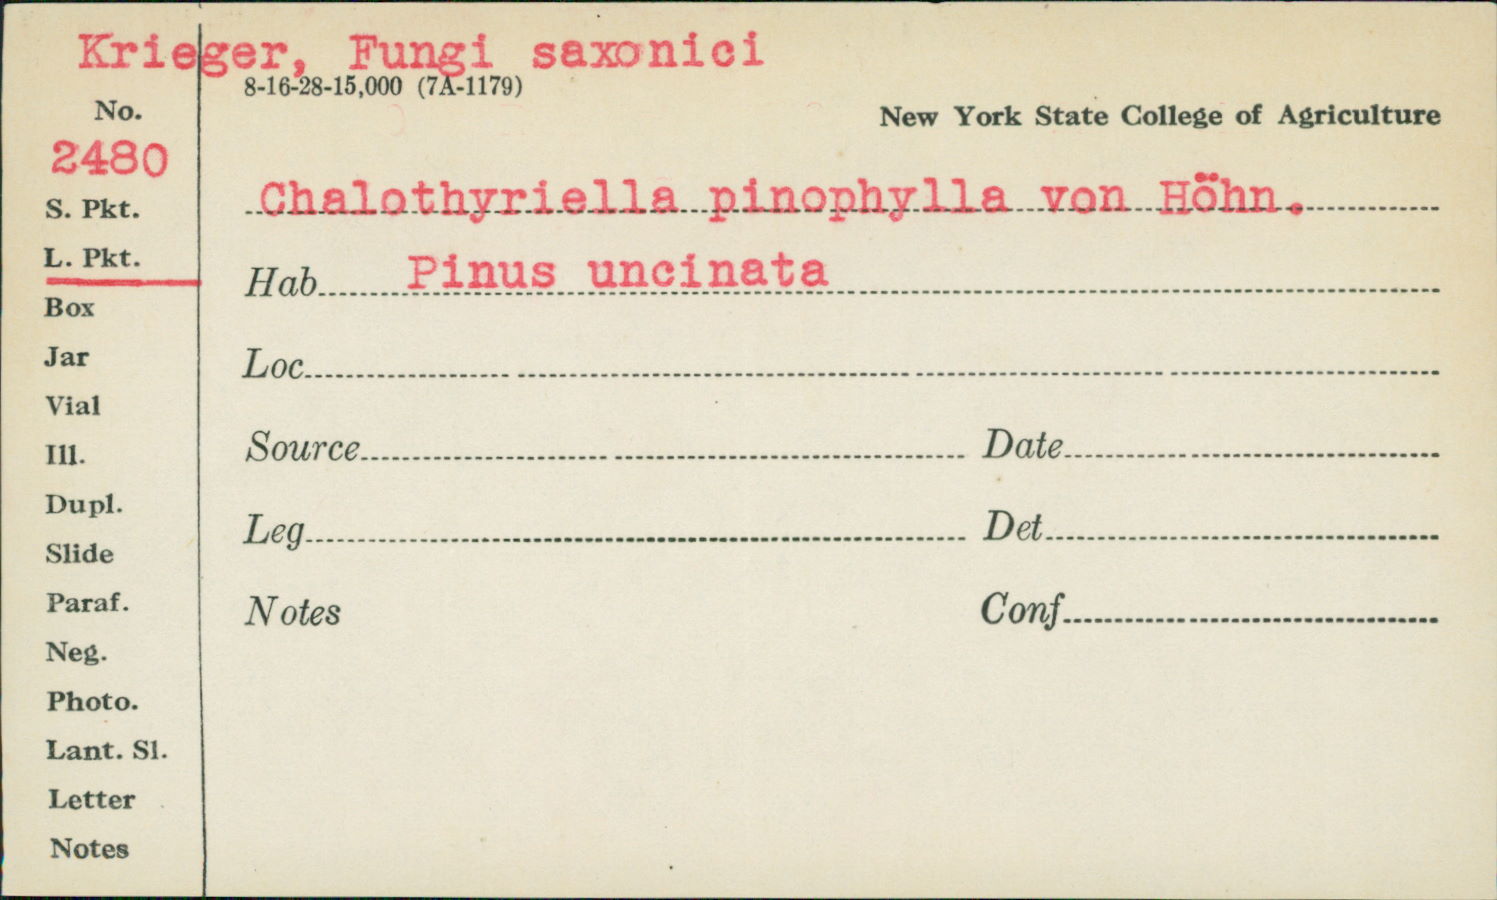 Krieger, Fungi saxonici
8-16-28-15,000 (7A-1179)
No.
New York State College of Agriculture
2480
Chalothyriella pinophylla von Höhn.
S. Pkt.
L. Pkt.
Hab Pinus uncinata
Box
Jar
Loc
Vial
Ill.
Source Date
Dupl.
Slide
Leg Det
Paraf.
Notes Conf
Neg.
Photo.
Lant. Sl.
Letter
Notes